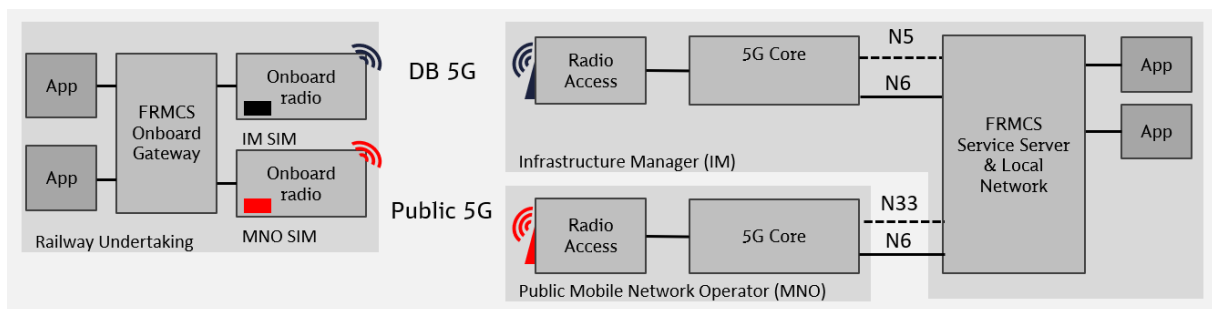 App
App
FRMCS
Onboard
Gateway
Onboard
radio
IM SIM
Onboard
radio
MNO SIM
Railway Undertaking
DB 5G
Public 5G
Radio
Access
5G Core
N5
N6
Infrastructure Manager (IM)
Radio
Access
5G Core
N33
N6
Public Mobile Network Operator (MNO)
FRMCS
Service Server
& Local
Network
App
App